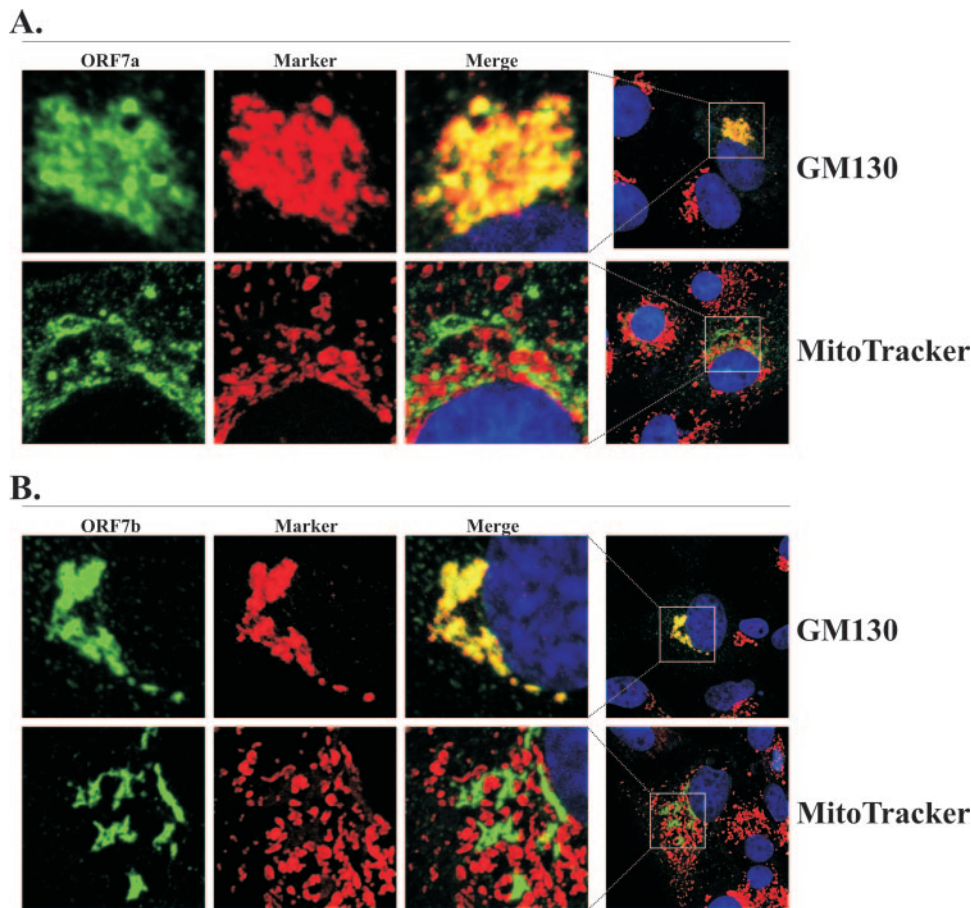 A.
ORF7a Marker Merge
GM130
MitoTracker
B.
ORF7b Marker Merge
GM130
MitoTracker